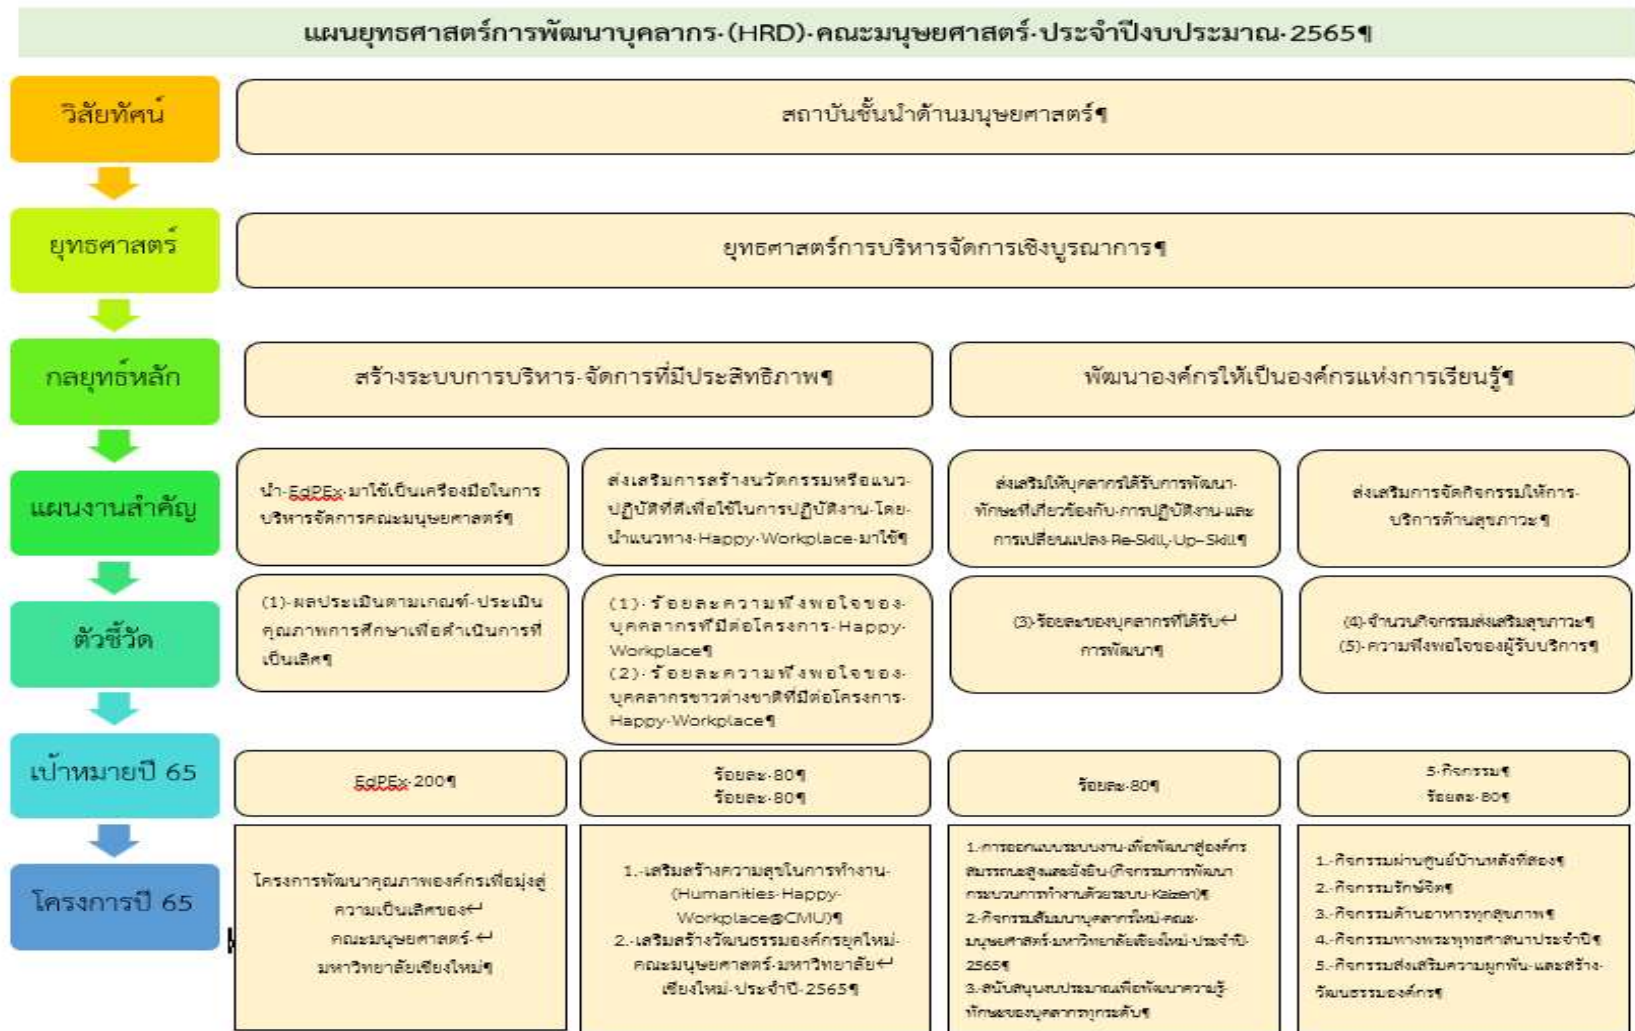 แผนยุทธศาสตร์การพัฒนาบุคลากร·(HRD)·คณะมนุษยศาสตร์·ประจำปีงบประมาณ·2565¶
วิสัยทัศน์
สถาบันชั้นนำด้านมนุษยศาสตร์¶
ยุทธศาสตร์
ยุทธศาสตร์การบริหารจัดการเชิงบูรณาการ¶
กลยุทธ์หลัก
สร้างระบบการบริหาร·จัดการที่มีประสิทธิภาพ¶
พัฒนาองค์กรให้เป็นองค์กรแห่งการเรียนรู้¶
แผนงานสำคัญ
นำ·EdPEx·มาใช้เป็นเครื่องมือในการ
บริหารจัดการคณะมนุษยศาสตร์¶
ส่งเสริมการสร้างนวัตกรรมหรือแนว·
ปฏิบัติที่ดีเพื่อใช้ในการปฏิบัติงาน·โดย·
นำแนวทาง·Happy·Workplace·มาใช้¶
ส่งเสริมให้บุคลากรได้รับการพัฒนา·
ทักษะที่เกี่ยวข้องกับ·การปฏิบัติงาน·และ
การเปลี่ยนแปลง·Re-Skill,·Up-Skill¶
ส่งเสริมการจัดกิจกรรมให้การ·
บริการด้านสุขภาวะ¶
ตัวชี้วัด
(1)·ผลประเมินตามเกณฑ์·ประเมิน
คุณภาพการศึกษาเพื่อดำเนินการที่
เป็นเลิศ¶
(1)·ร้อยละความพึงพอใจของ·
บุคคลากรที่มีต่อโครงการ·Happy·
Workplace¶
(2)·ร้อยละความพึงพอใจของ·
บุคคลากรชาวต่างชาติที่มีต่อโครงการ·
Happy·Workplace¶
(3)·ร้อยละของบุคลากรที่ได้รับ↵
การพัฒนา¶
(4)·จำนวนกิจกรรมส่งเสริมสุขภาวะ¶
(5)·ความพึงพอใจของผู้รับบริการ¶
เป้าหมายปี 65
EdPEx·200¶
ร้อยละ·80¶
ร้อยละ·80¶
ร้อยละ·80¶
5·กิจกรรม¶
ร้อยละ·80¶
โครงการปี 65
โครงการพัฒนาคุณภาพองค์กรเพื่อมุ่งสู่
ความเป็นเลิศของ↵
คณะมนุษยศาสตร์·↵
มหาวิทยาลัยเชียงใหม่¶
1.·เสริมสร้างความสุขในการทำงาน·
(Humanities·Happy·
Workplace@CMU)¶
2.·เสริมสร้างวัฒนธรรมองค์กรยุคใหม่·
คณะมนุษยศาสตร์·มหาวิทยาลัย↵
เชียงใหม่·ประจำปี·2565¶
1.·การออกแบบระบบงาน·เพื่อพัฒนาสู่องค์กร
สมรรถนะสูงและยั่งยืน·(กิจกรรมการพัฒนา
กระบวนการทำงานด้วยระบบ·Kaizen)¶
2.·กิจกรรมสัมมนาบุคลากรใหม่·คณะ·
มนุษยศาสตร์·มหาวิทยาลัยเชียงใหม่·ประจำปี·
2565¶
3.·สนับสนุนงบประมาณเพื่อพัฒนาความรู้·
ทักษะของบุคลากรทุกระดับ¶
1.·กิจกรรมผ่านศูนย์บ้านหลังที่สอง¶
2.·กิจกรรมรักษ์จิต¶
3.·กิจกรรมด้านอาหารทุกสุขภาพ¶
4.·กิจกรรมทางพระพุทธศาสนาประจำปี¶
5.·กิจกรรมส่งเสริมความผูกพัน·และสร้าง·
วัฒนธรรมองค์กร¶